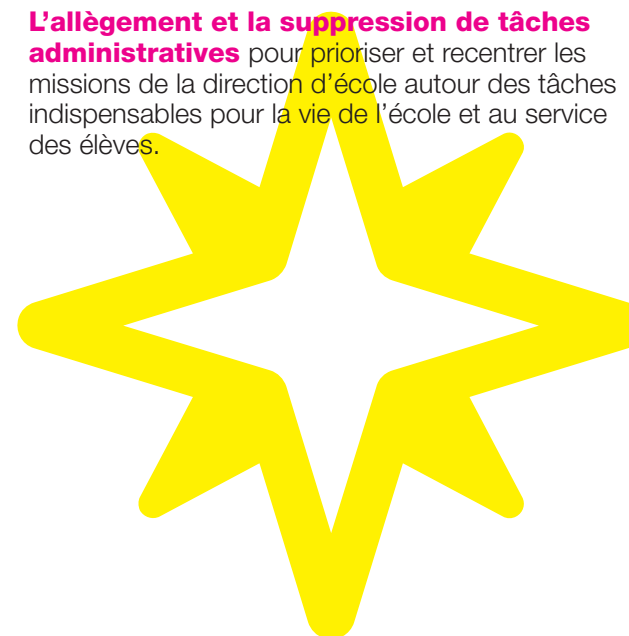 L’allègement et la suppression de tâches
administratives pour prioriser et recentrer les
missions de la direction d’école autour des tâches
indispensables pour la vie de l’école et au service
des élèves.